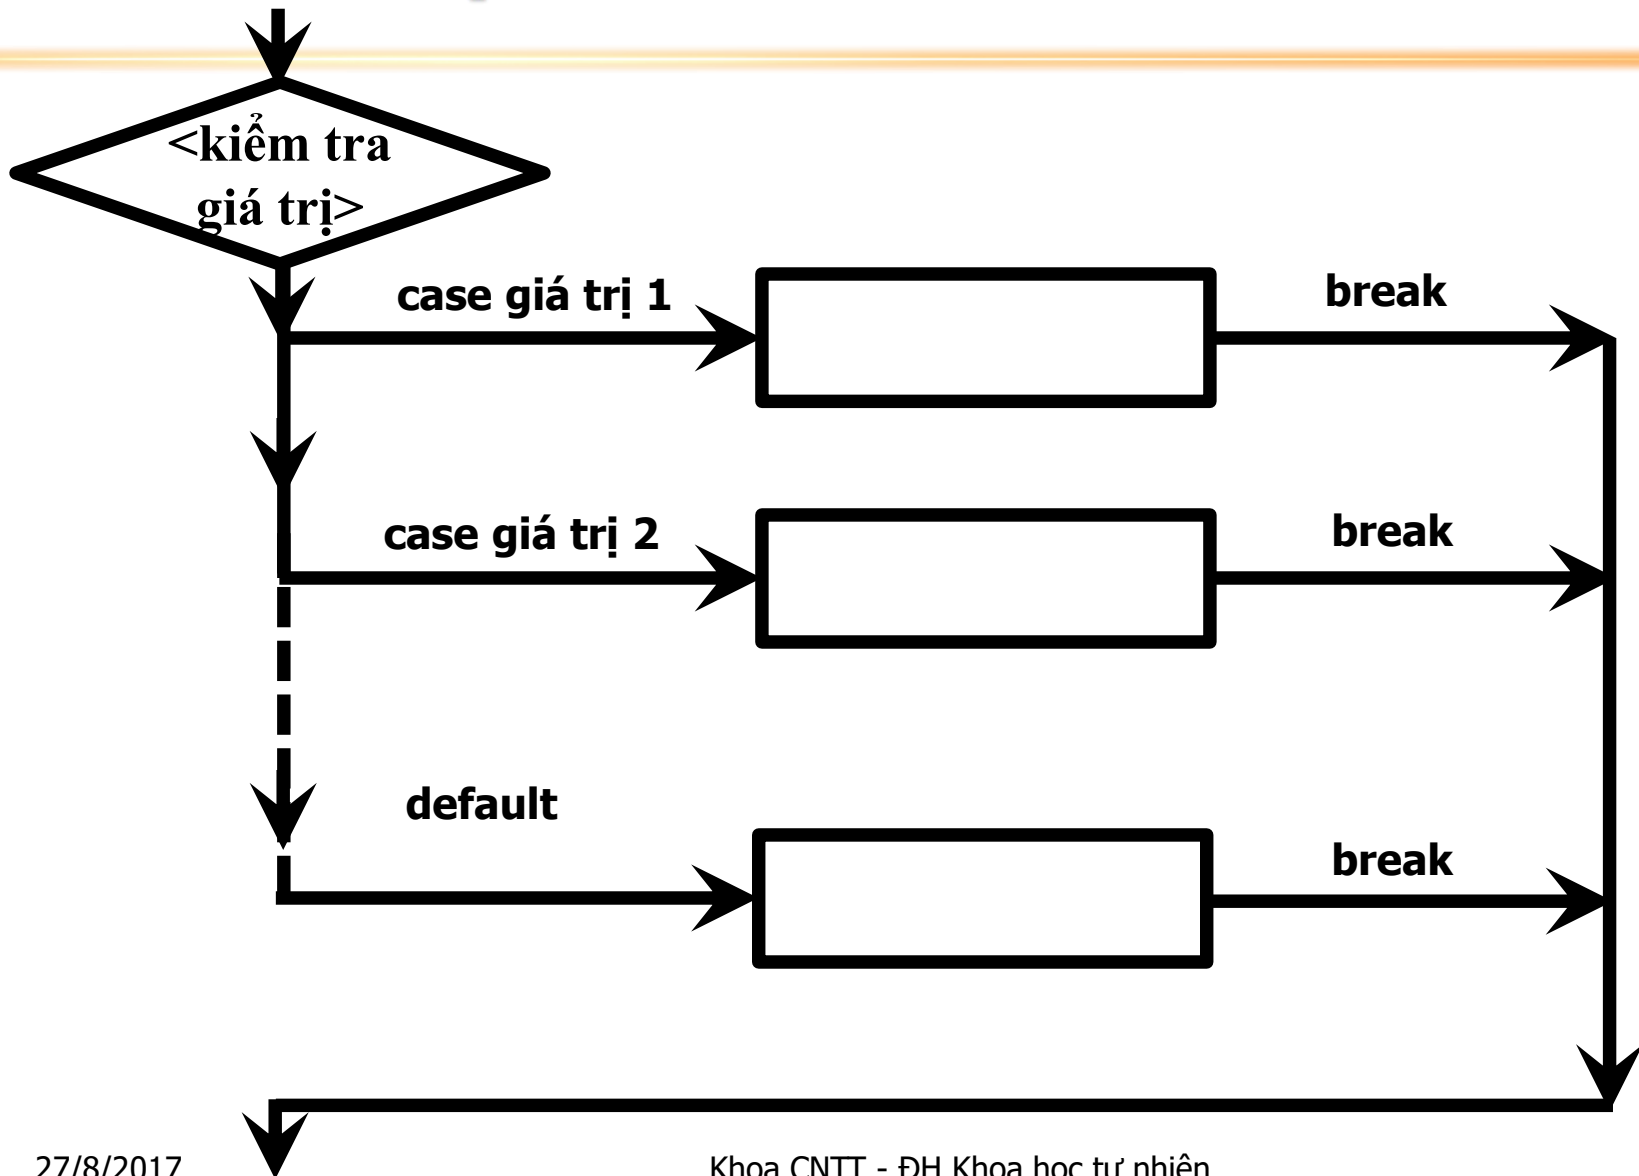 <kiểm tra
giá trị>
case giá trị 1
break
case giá trị 2
break
default
break
27/8/2017
Khoa CNTT - ĐH Khoa học tự nhiên